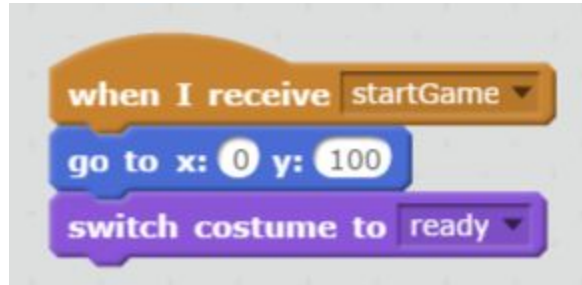 when I receive startGame
go to x: 0 y: 100
switch costume to ready